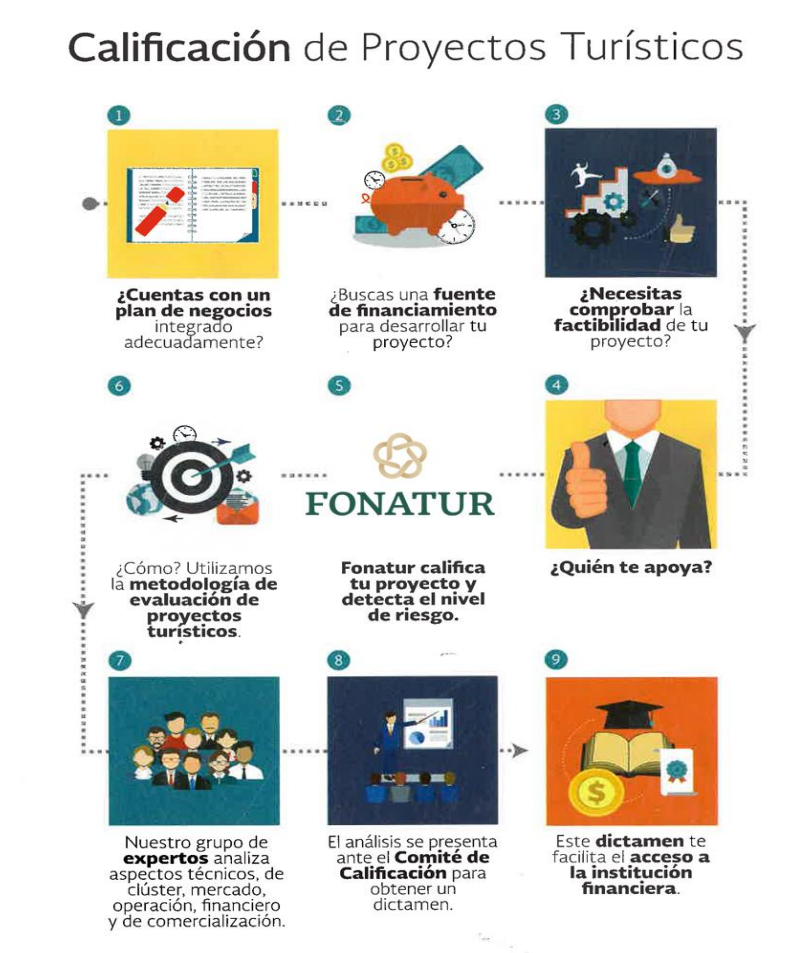 Calificación de Proyectos Turísticos
1
¿Cuentas con un
plan de negocios
integrado
adecuadamente?
2
¿Buscas una fuente
de financiamiento
para desarrollar tu
proyecto?
3
¿Necesitas
comprobar la
factibilidad de tu
proyecto?
4
¿Quién te apoya?
5
FONATUR
Fonatur califica
tu proyecto y
detecta el nivel
de riesgo.
6
¿Cómo? Utilizamos
la metodología de
evaluación de
proyectos
turísticos.
7
Nuestro grupo de
expertos analiza
aspectos técnicos, de
clúster, mercado,
operación, financiero
y de comercialización.
8
El análisis se presenta
ante el Comité de
Calificación para
obtener un
dictamen.
9
Este dictamen te
facilita el acceso a
la institución
financiera.